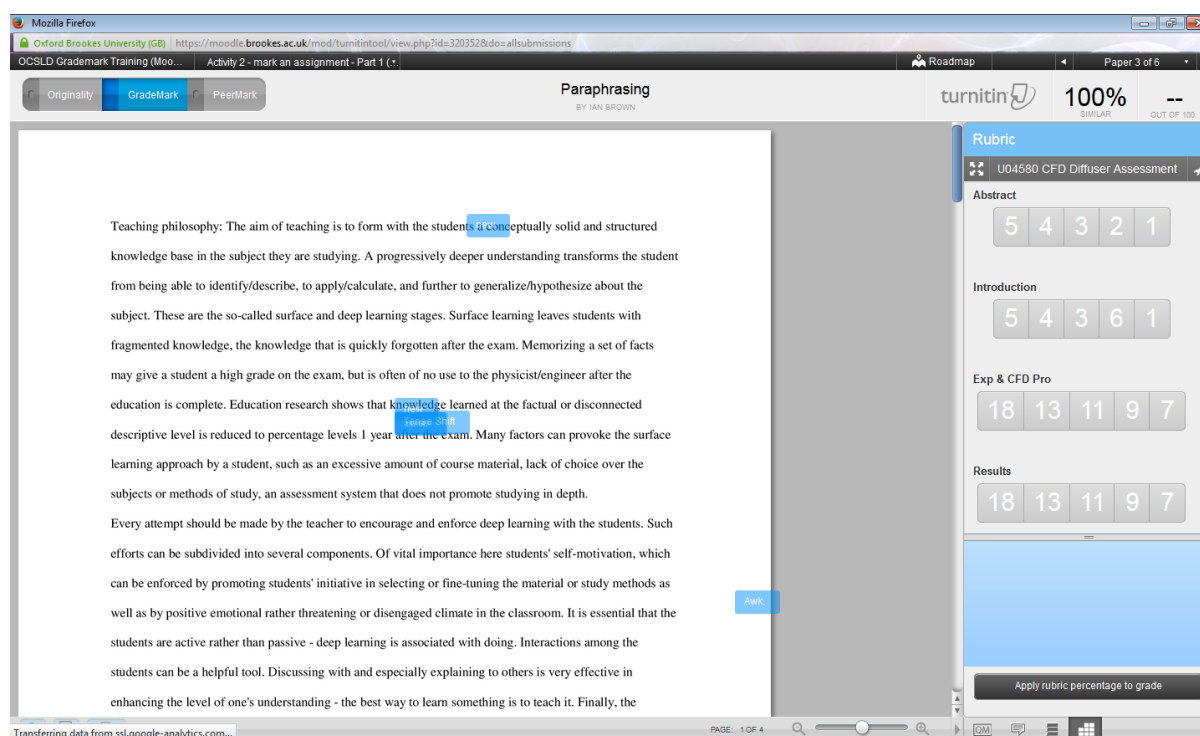 Mozilla Firefox
Oxford Brookes University (GB) https://moodle.brookes.ac.uk/mod/turnitintool/view.php?id=320352&do=allsubmissions
OCSLD Grademark Training (Moo... Activity 2 - mark an assignment - Part 1 (... Roadmap Paper 3 of 6
Originality GradeMark PeerMark
Paraphrasing
BY IAN BROWN
turnitin
100%
SIMILAR
--
OUT OF 100
Teaching philosophy: The aim of teaching is to form with the students a conceptually solid and structured
knowledge base in the subject they are studying. A progressively deeper understanding transforms the student
from being able to identify/describe, to apply/calculate, and further to generalize/hypothesize about the
subject. These are the so-called surface and deep learning stages. Surface learning leaves students with
fragmented knowledge, the knowledge that is quickly forgotten after the exam. Memorizing a set of facts
may give a student a high grade on the exam, but is often of no use to the physicist/engineer after the
education is complete. Education research shows that knowledge learned at the factual or disconnected
Tense Shift
descriptive level is reduced to percentage levels 1 year after the exam. Many factors can provoke the surface
learning approach by a student, such as an excessive amount of course material, lack of choice over the
subjects or methods of study, an assessment system that does not promote studying in depth.
Every attempt should be made by the teacher to encourage and enforce deep learning with the students. Such
efforts can be subdivided into several components. Of vital importance here students' self-motivation, which
can be enforced by promoting students' initiative in selecting or fine-tuning the material or study methods as
Awk.
well as by positive emotional rather threatening or disengaged climate in the classroom. It is essential that the
students are active rather than passive - deep learning is associated with doing. Interactions among the
students can be a helpful tool. Discussing with and especially explaining to others is very effective in
enhancing the level of one's understanding - the best way to learn something is to teach it. Finally, the
Rubric
U04580 CFD Diffuser Assessment
Abstract
5 4 3 2 1
Introduction
5 4 3 6 1
Exp & CFD Pro
18 13 11 9 7
Results
18 13 11 9 7
Apply rubric percentage to grade
Transferring data from ssl.google-analytics.com...
PAGE: 1 OF 4
QM